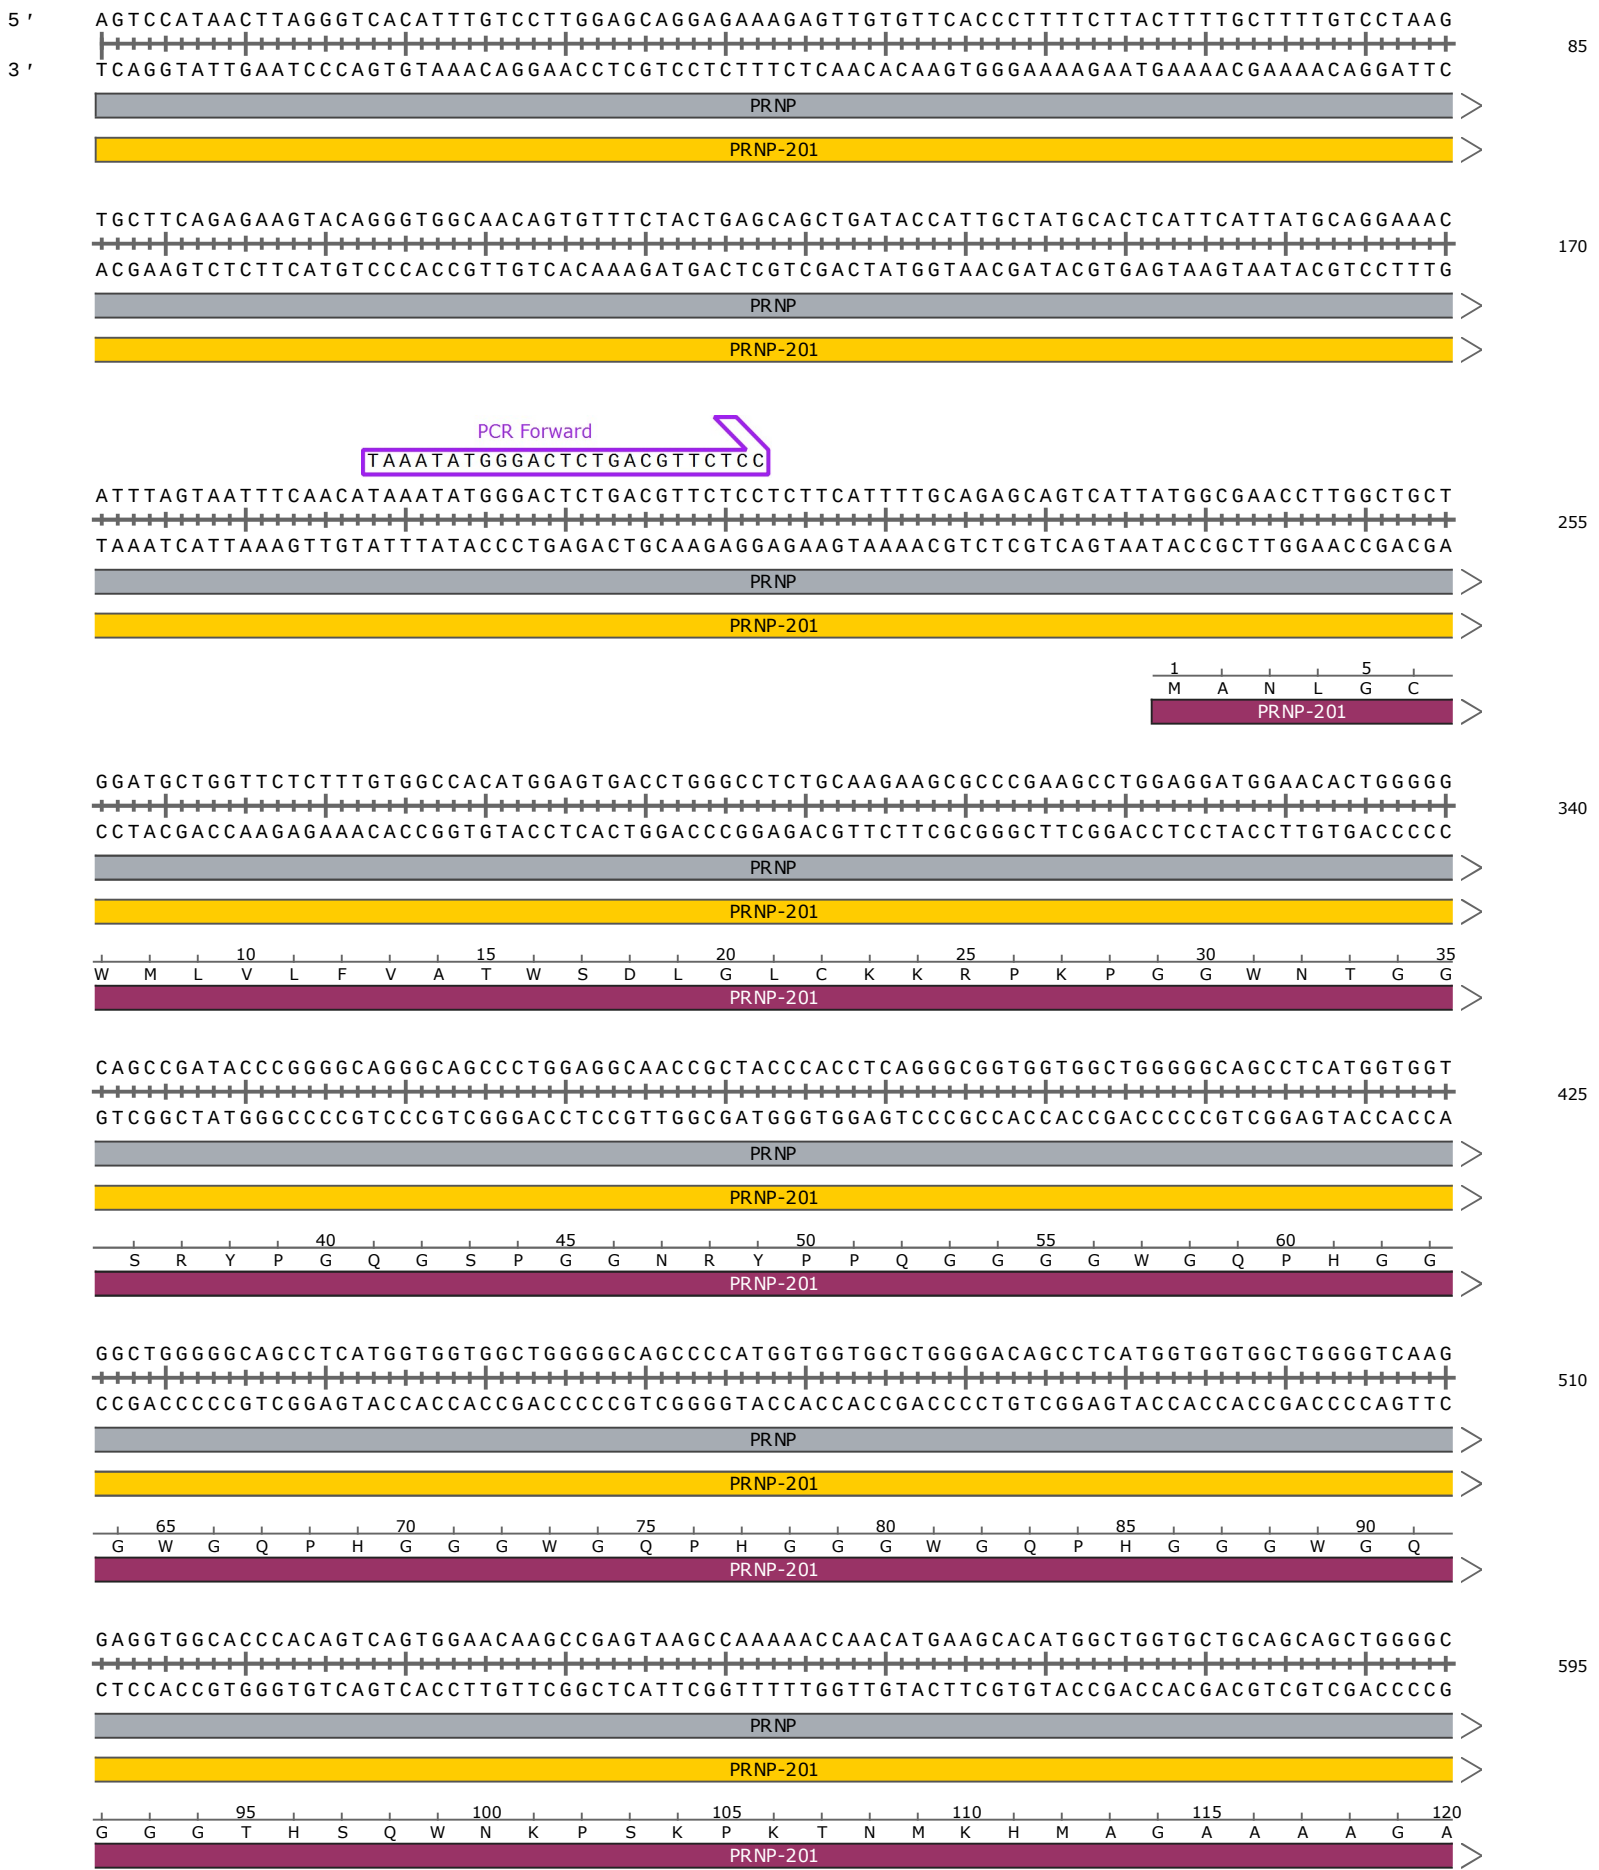 5 ′ AGTCCATAACTTAGGGTCACATTTGTCCTTGGAGCAGGAGAAAGAGTTGTGTTCACCCTTTTCTTACTTTTGCTTTTGTCCTAAG
85
3 ′ TCAGGTATTGAATCCCAGTGTAAACAGGAACCTCGTCCTCTTTCTCAACACAAGTGGGAAAAGAATGAAAACGAAAACAGGATTC
PRNP
PRNP-201
TGCTTCAGAGAAGTACAGGGTGGCAACAGTGTTTCTACTGAGCAGCTGATACCATTGCTATGCACTCATTCATTATGCAGGAAAC
170
ACGAAGTCTCTTCATGTCCCACCGTTGTCACAAAGATGACTCGTCGACTATGGTAACGATACGTGAGTAAGTAATACGTCCTTTG
PRNP
PRNP-201
PCR Forward
TAAATATGGGACTCTGACGTTCTCC
ATTTAGTAATTTCAACATAAATATGGGACTCTGACGTTCTCCTCTTCATTTTGCAGAGCAGTCATTATGGCGAACCTTGGCTGCT
255
TAAATCATTAAAGTTGTATTTATACCCTGAGACTGCAAGAGGAGAAGTAAAACGTCTCGTCAGTAATACCGCTTGGAACCGACGA
PRNP
PRNP-201
1 5
M A N L G C
PRNP-201
GGATGCTGGTTCTCTTTGTGGCCACATGGAGTGACCTGGGCCTCTGCAAGAAGCGCCCGAAGCCTGGAGGATGGAACACTGGGGG
340
CCTACGACCAAGAGAAACACCGGTGTACCTCACTGGACCCGGAGACGTTCTTCGCGGGCTTCGGACCTCCTACCTTGTGACCCCC
PRNP
PRNP-201
10 15 20 25 30 35
W M L V L F V A T W S D L G L C K K R P K P G G W N T G G
PRNP-201
CAGCCGATACCCGGGGCAGGGCAGCCCTGGAGGCAACCGCTACCCACCTCAGGGCGGTGGTGGCTGGGGGCAGCCTCATGGTGGT
425
GTCGGCTATGGGCCCCGTCCCGTCGGGACCTCCGTTGGCGATGGGTGGAGTCCCGCCACCACCGACCCCCGTCGGAGTACCACCA
PRNP
PRNP-201
40 45 50 55 60
S R Y P G Q G S P G G N R Y P P Q G G G G W G Q P H G G
PRNP-201
GGCTGGGGGCAGCCTCATGGTGGTGGCTGGGGGCAGCCCCATGGTGGTGGCTGGGGACAGCCTCATGGTGGTGGCTGGGGTCAAG
510
CCGACCCCCGTCGGAGTACCACCACCGACCCCCGTCGGGGTACCACCACCGACCCCTGTCGGAGTACCACCACCGACCCCAGTTC
PRNP
PRNP-201
65 70 75 80 85 90
G W G Q P H G G G W G Q P H G G G W G Q P H G G G W G Q
PRNP-201
GAGGTGGCACCCACAGTCAGTGGAACAAGCCGAGTAAGCCAAAAACCAACATGAAGCACATGGCTGGTGCTGCAGCAGCTGGGGC
595
CTCCACCGTGGGTGTCAGTCACCTTGTTCGGCTCATTCGGTTTTTGGTTGTACTTCGTGTACCGACCACGACGTCGTCGACCCCG
PRNP
PRNP-201
95 100 105 110 115 120
G G G T H S Q W N K P S K P K T N M K H M A G A A A A G A
PRNP-201